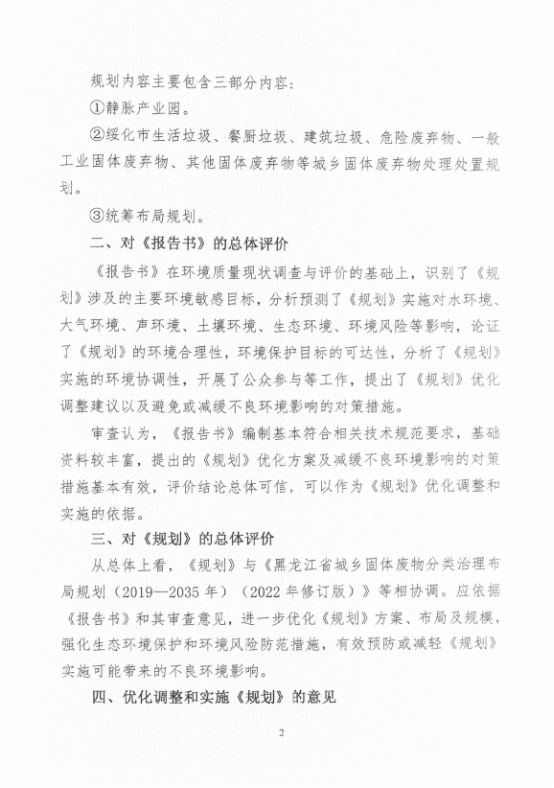 规划内容主要包含三部分内容：
①静脉产业园。
②绥化市生活垃圾、餐厨垃圾、建筑垃圾、危险废弃物、一般
工业固体废弃物、其他固体废弃物等城乡固体废弃物处理处置规
划。
③统筹布局规划。
二、对《报告书》的总体评价
《报告书》在环境质量现状调查与评价的基础上，识别了《规
划》涉及的主要环境敏感目标，分析预测了《规划》实施对水环境、
大气环境、声环境、土壤环境、生态环境、环境风险等影响，论证
了《规划》的环境合理性，环境保护目标的可达性，分析了《规划》
实施的环境协调性，开展了公众参与等工作，提出了《规划》优化
调整建议以及避免或减缓不良环境影响的对策措施。
审查认为，《报告书》编制基本符合相关技术规范要求，基础
资料较丰富，提出的《规划》优化方案及减缓不良环境影响的对策
措施基本有效，评价结论总体可信，可以作为《规划》优化调整和
实施的依据。
三、对《规划》的总体评价
从总体上看，《规划》与《黑龙江省城乡固体废物分类治理布
局规划（2019—2035 年）（2022 年修订版）》等相协调。应依据
《报告书》和其审查意见，进一步优化《规划》方案、布局及规模，
强化生态环境保护和环境风险防范措施，有效预防或减轻《规划》
实施可能带来的不良环境影响。
四、优化调整和实施《规划》的意见
2